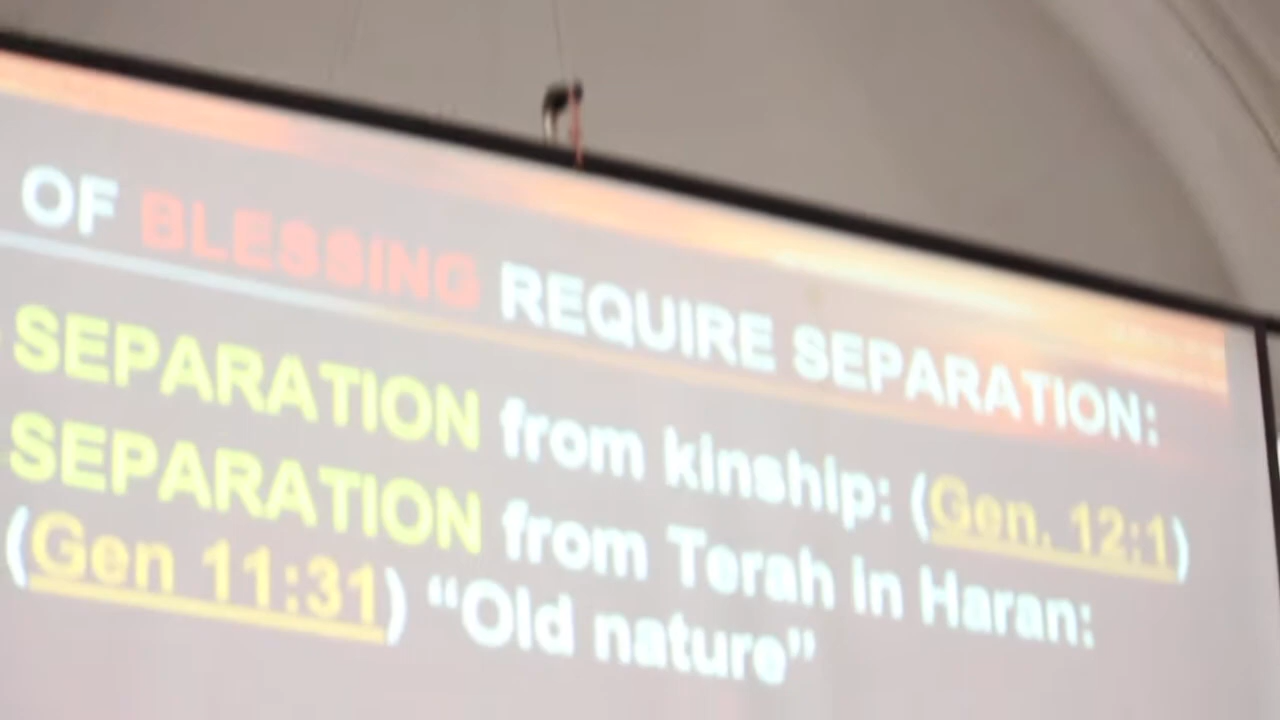 OF BLESSING REQUIRE SEPARATION:
SEPARATION from kinship: (Gen. 12:1)
SEPARATION from Terah in Haran:
(Gen 11:31) “Old nature”